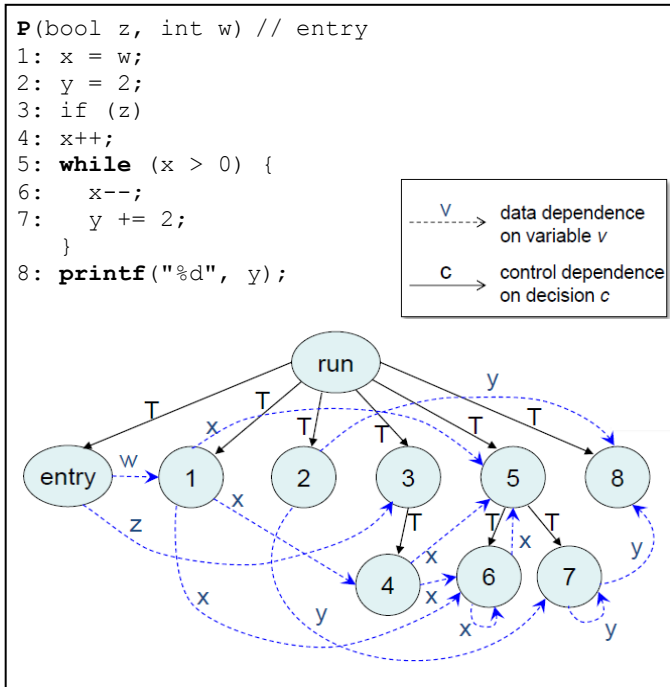 P(bool z, int w) // entry
1: x = w;
2: y = 2;
3: if (z)
4: x++;
5: while (x > 0) {
6:   x--;
7:   y += 2;
   }
8: printf("%d", y);
v data dependence
on variable v
c control dependence
on decision c
run
y
T T T T T T
x
entry w 1 2 3 5 8
z x T T x T
x x y
4 x 6 7
x y x y